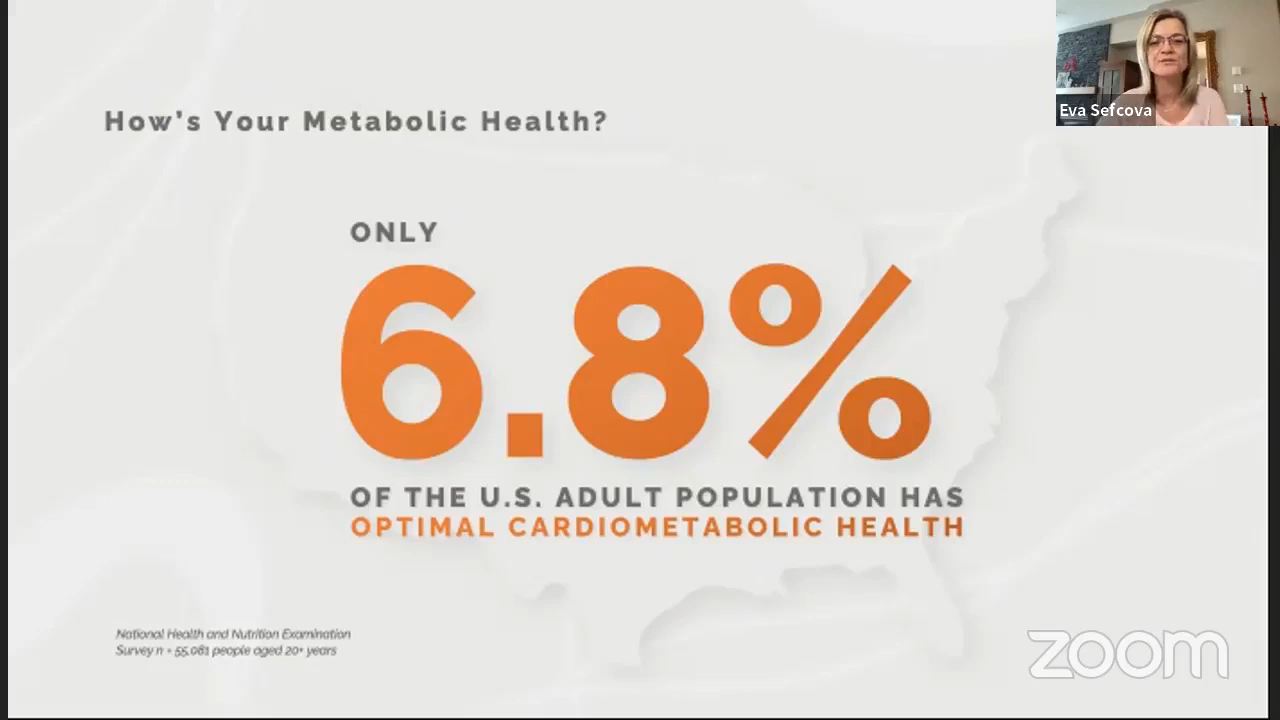 Eva Sefcova
How's Your Metabolic Health?
ONLY
6.8%
OF THE U.S. ADULT POPULATION HAS
OPTIMAL CARDIOMETABOLIC HEALTH
National Health and Nutrition Examination
Survey n = 55,081 people aged 20+ years
zoom